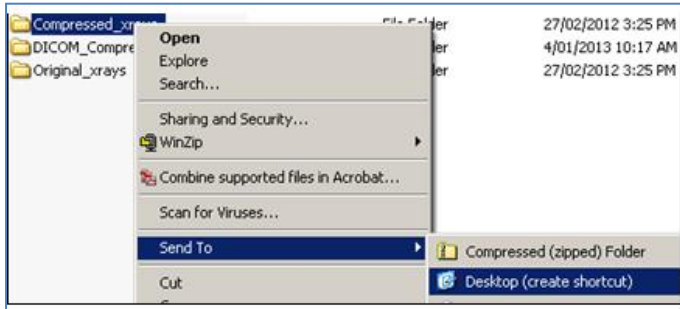 Compressed_xrays File Folder 27/02/2012 3:25 PM
DICOM_Compre ler 4/01/2013 10:17 AM
Original_xrays ler 27/02/2012 3:25 PM
Open
Explore
Search...
Sharing and Security...
WinZip
Combine supported files in Acrobat...
Scan for Viruses...
Send To
Cut
Compressed (zipped) Folder
Desktop (create shortcut)